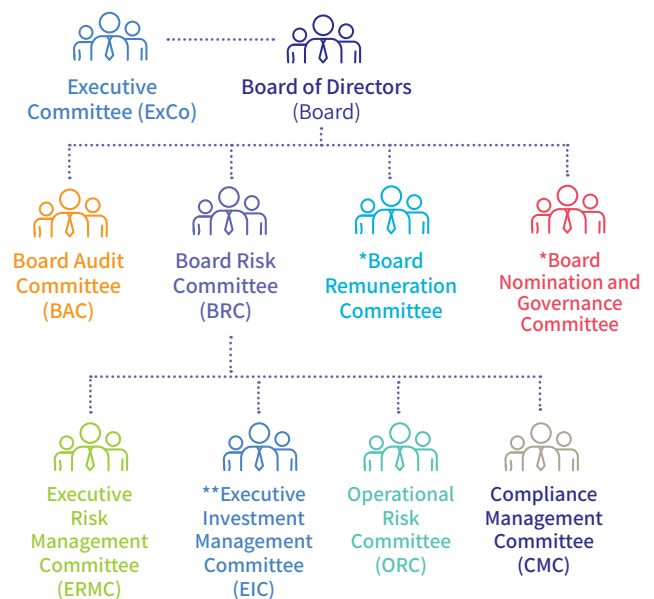 Executive
Committee (ExCo)
Board of Directors
(Board)
Board Audit
Committee
(BAC)
Board Risk
Committee
(BRC)
*Board
Remuneration
Committee
*Board
Nomination and
Governance
Committee
Executive
Risk
Management
Committee
(ERMC)
**Executive
Investment
Management
Committee
(EIC)
Operational
Risk
Committee
(ORC)
Compliance
Management
Committee
(CMC)